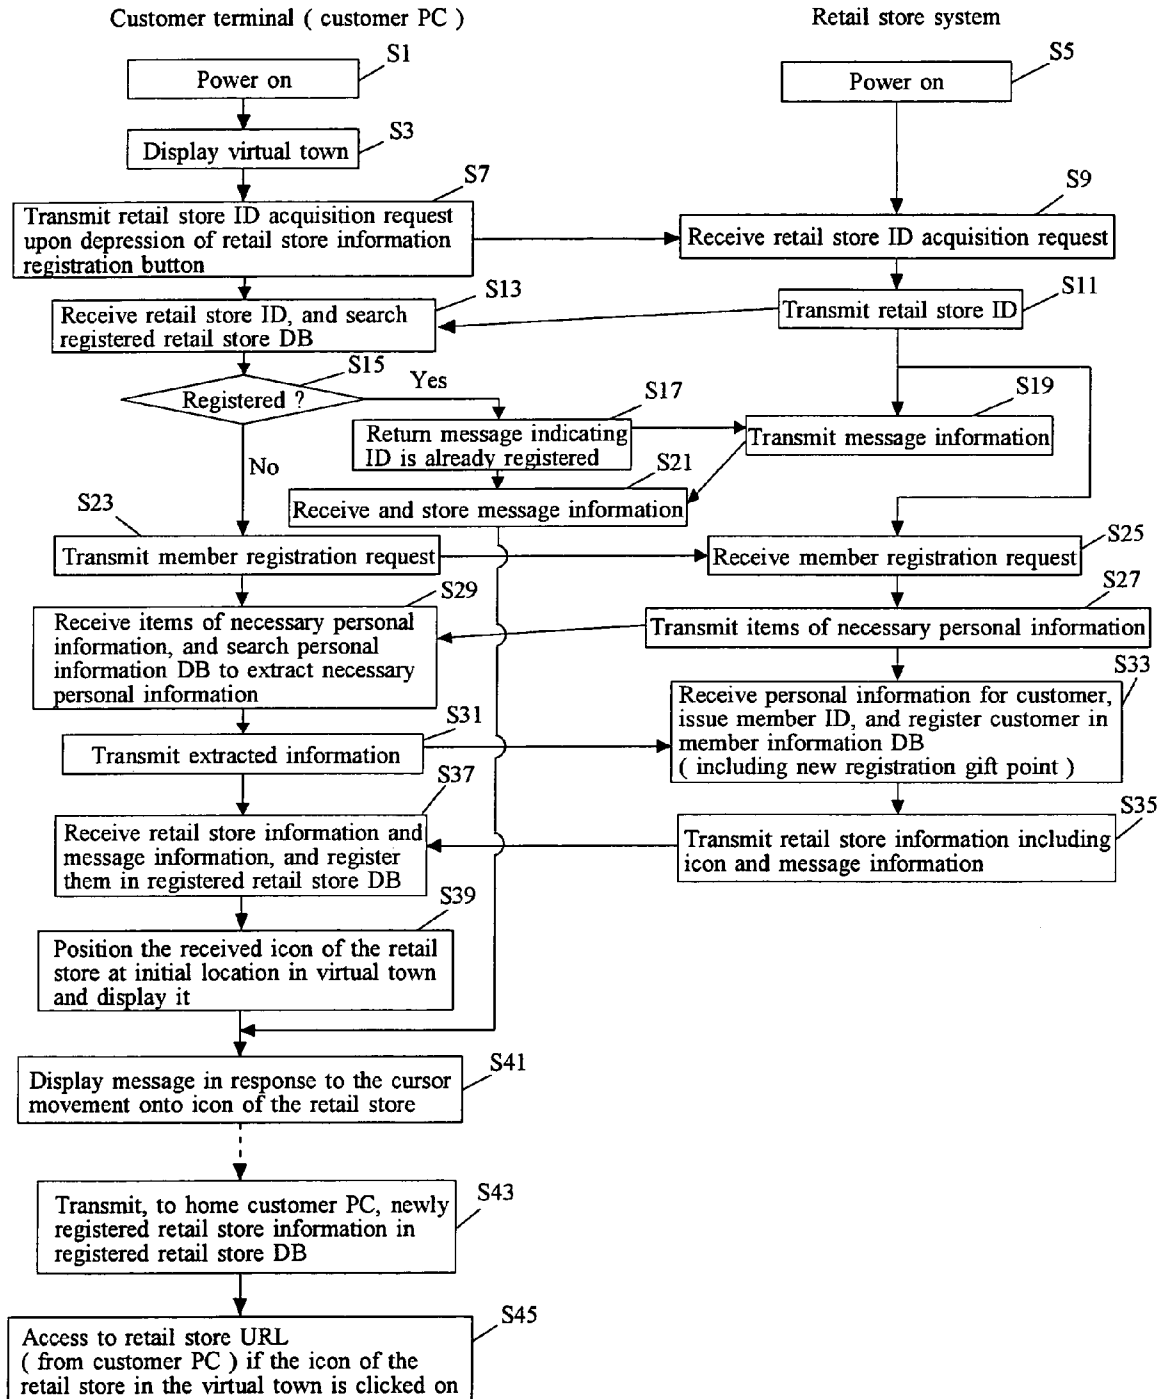 Customer terminal ( customer PC )
Retail store system
S1
Power on
S5
Power on
S3
Display virtual town
S7
Transmit retail store ID acquisition request
upon depression of retail store information
registration button
S9
Receive retail store ID acquisition request
S13
Receive retail store ID, and search
registered retail store DB
S11
Transmit retail store ID
S15
Registered ?
Yes
No
S17
Return message indicating
ID is already registered
S19
Transmit message information
S21
Receive and store message information
S23
Transmit member registration request
S25
Receive member registration request
S29
Receive items of necessary personal
information, and search personal
information DB to extract necessary
personal information
S27
Transmit items of necessary personal information
S31
Transmit extracted information
S33
Receive personal information for customer,
issue member ID, and register customer in
member information DB
( including new registration gift point )
S37
Receive retail store information and
message information, and register
them in registered retail store DB
S35
Transmit retail store information including
icon and message information
S39
Position the received icon of the retail
store at initial location in virtual town
and display it
S41
Display message in response to the cursor
movement onto icon of the retail store
S43
Transmit, to home customer PC, newly
registered retail store information in
registered retail store DB
S45
Access to retail store URL
( from customer PC ) if the icon of the
retail store in the virtual town is clicked on